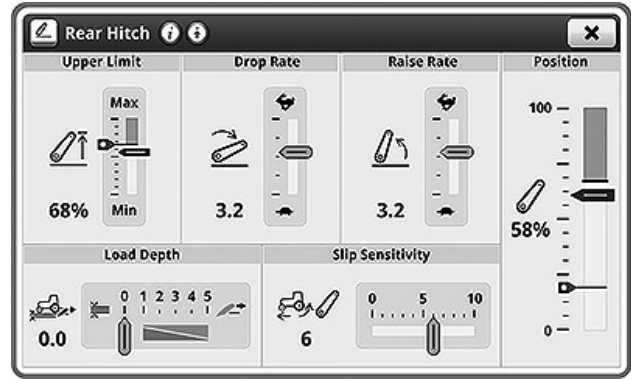 Rear Hitch i
Upper Limit
Max
68%
Min
Drop Rate
3.2
Raise Rate
3.2
Position
100
58%
0
Load Depth
0 1 2 3 4 5
0.0
Slip Sensitivity
0 5 10
6